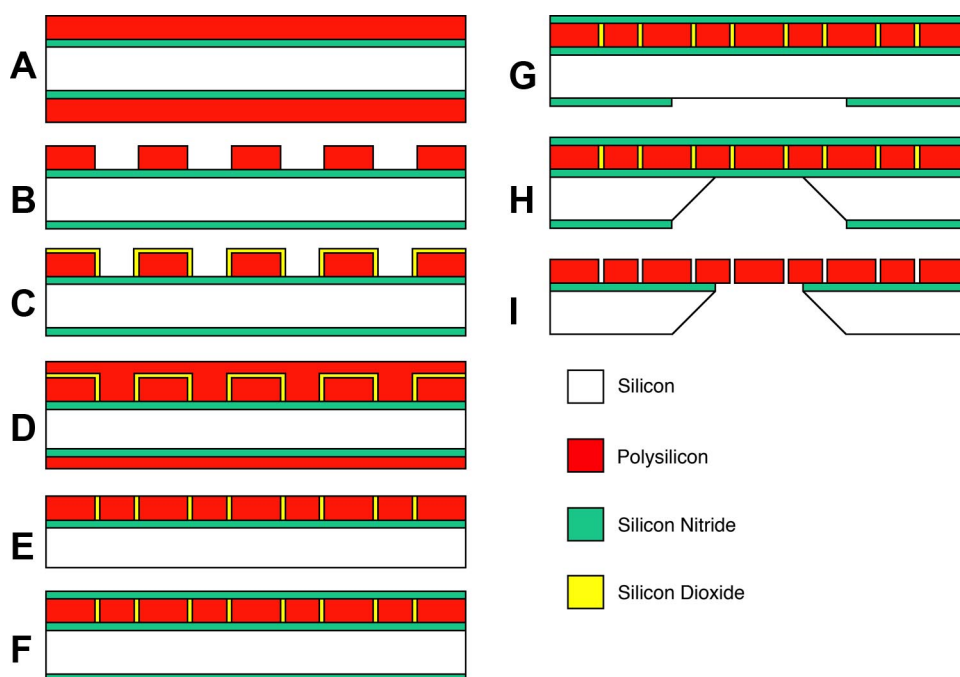 A
B
C
D
E
F
G
H
I
Silicon
Polysilicon
Silicon Nitride
Silicon Dioxide